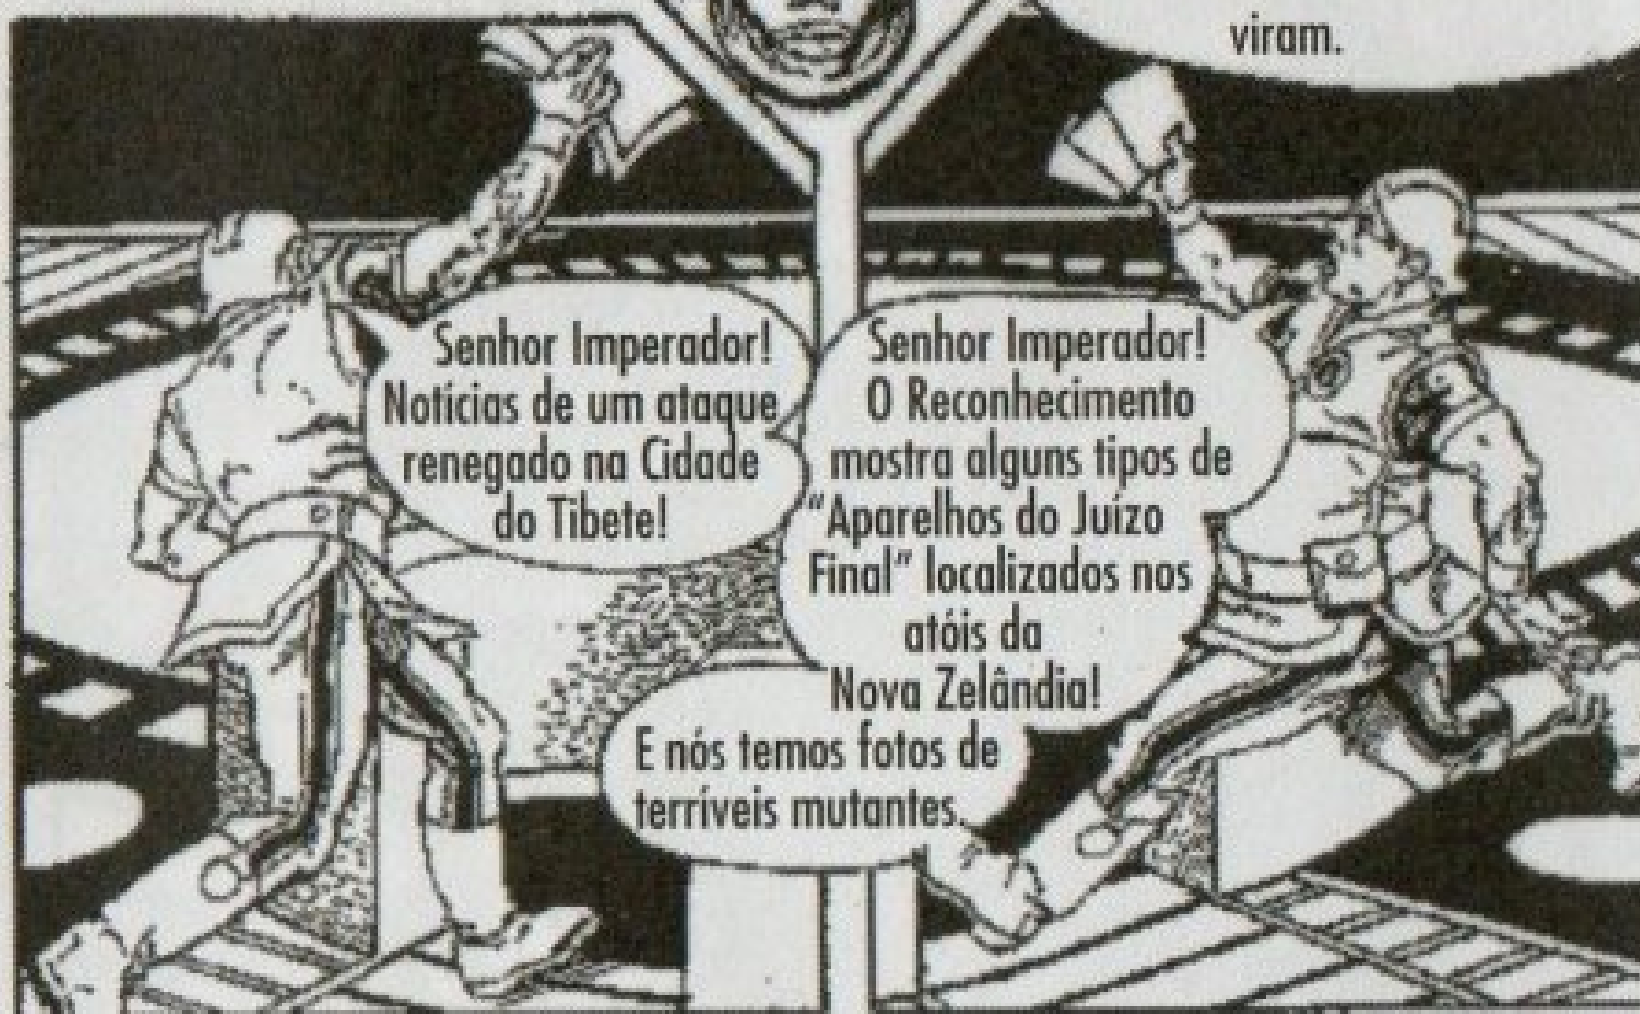 viram.
Senhor Imperador!
Notícias de um ataque
renegado na Cidade
do Tibete!
Senhor Imperador!
O Reconhecimento
mostra alguns tipos de
“Aparelhos do Juízo
Final” localizados nos
atóis da
Nova Zelândia!
E nós temos fotos de
terríveis mutantes.